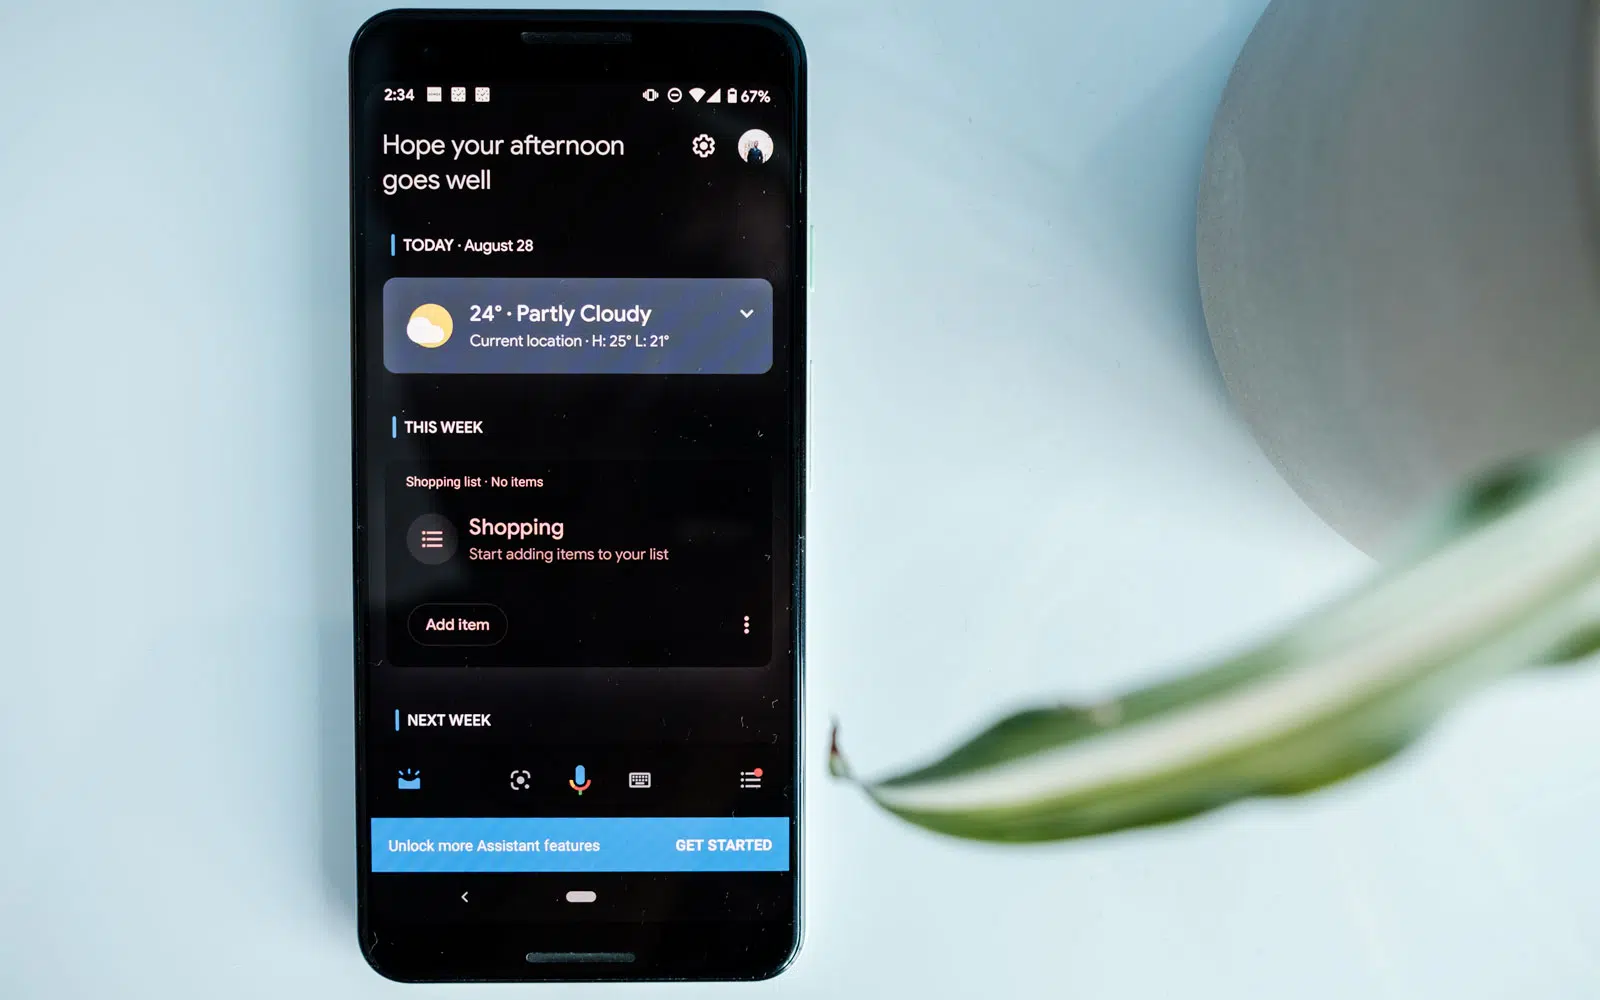 2:34
67%
Hope your afternoon
goes well
TODAY · August 28
24° · Partly Cloudy
Current location · H: 25° L: 21°
THIS WEEK
Shopping list · No items
Shopping
Start adding items to your list
Add item
NEXT WEEK
Unlock more Assistant features
GET STARTED